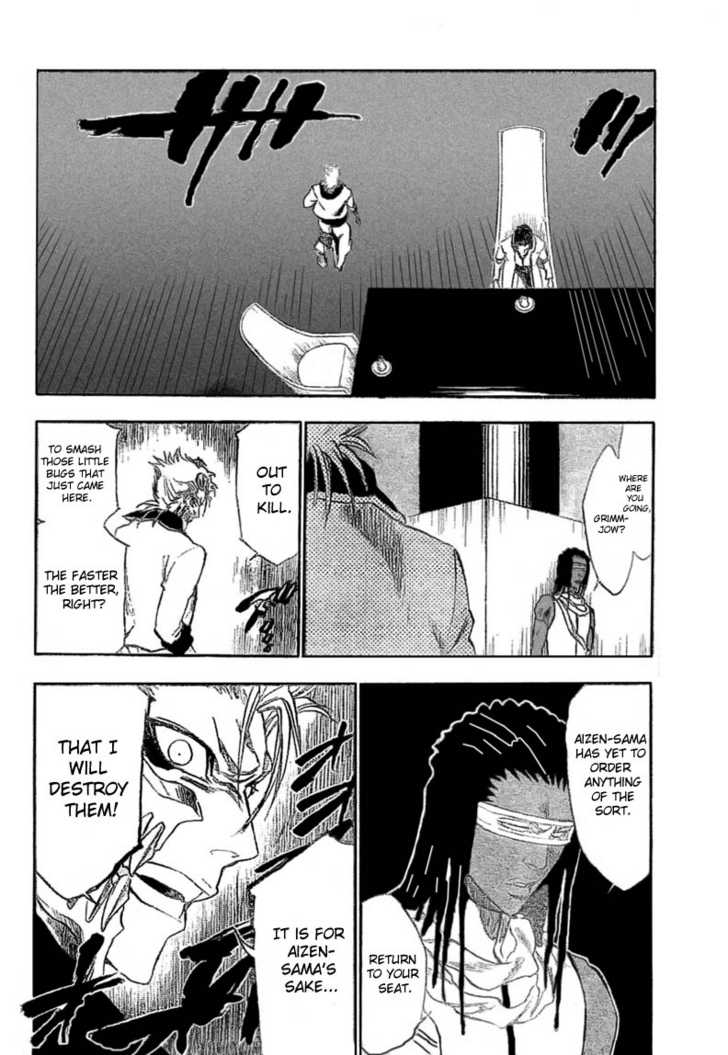 WHERE
ARE
YOU
GOING,
GRIMM-
JOW?
OUT
TO
KILL.
TO SMASH
THOSE LITTLE
BUGS THAT
JUST CAME
HERE.
THE FASTER
THE BETTER,
RIGHT?
AIZEN-SAMA
HAS YET TO
ORDER
ANYTHING
OF THE
SORT.
RETURN
TO YOUR
SEAT.
IT IS FOR
AIZEN-
SAMA'S
SAKE...
THAT I
WILL
DESTROY
THEM!